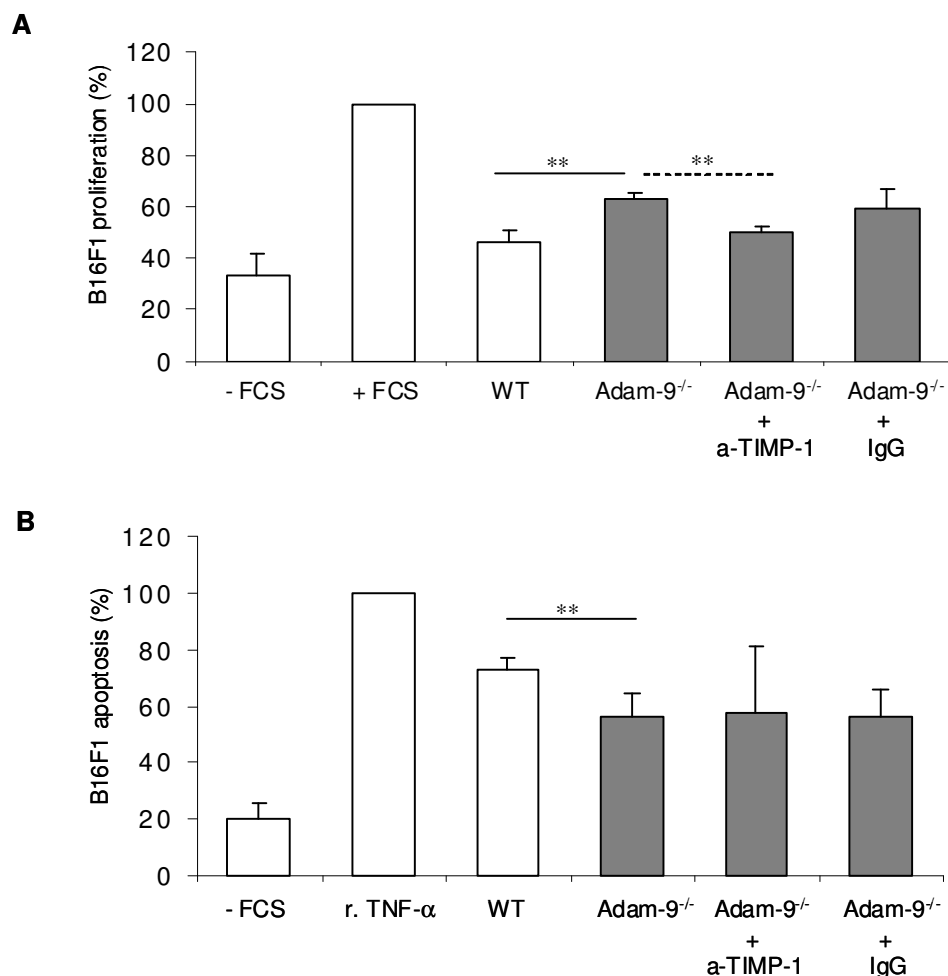 A
120
100
80
60
40
20
0
B16F1 proliferation (%)
**
**
- FCS
+ FCS
WT
Adam-9-/-
Adam-9-/-
+
a-TIMP-1
Adam-9-/-
+
IgG
B
120
100
80
60
40
20
0
B16F1 apoptosis (%)
**
- FCS
r. TNF-α
WT
Adam-9-/-
Adam-9-/-
+
a-TIMP-1
Adam-9-/-
+
IgG